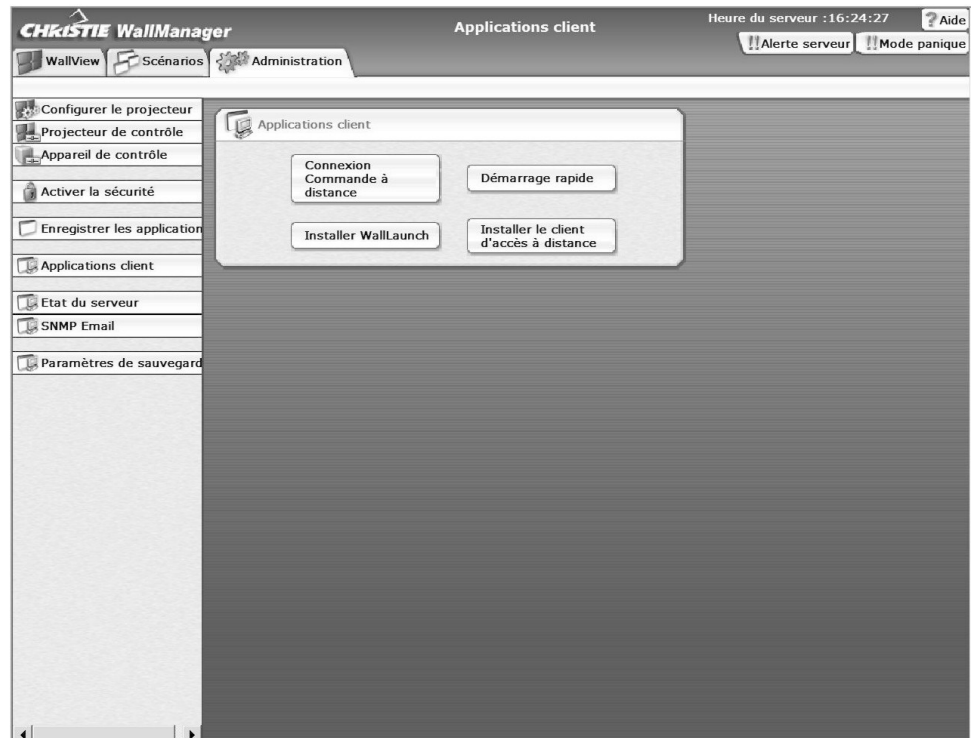 CHRISTIE WallManager
Applications client
Heure du serveur :16:24:27
Aide
Alerte serveur
Mode panique
WallView
Scénarios
Administration
Configurer le projecteur
Projecteur de contrôle
Appareil de contrôle
Activer la sécurité
Enregistrer les application
Applications client
Etat du serveur
SNMP Email
Paramètres de sauvegard
Applications client
Connexion
Commande à
distance
Démarrage rapide
Installer WallLaunch
Installer le client
d'accès à distance